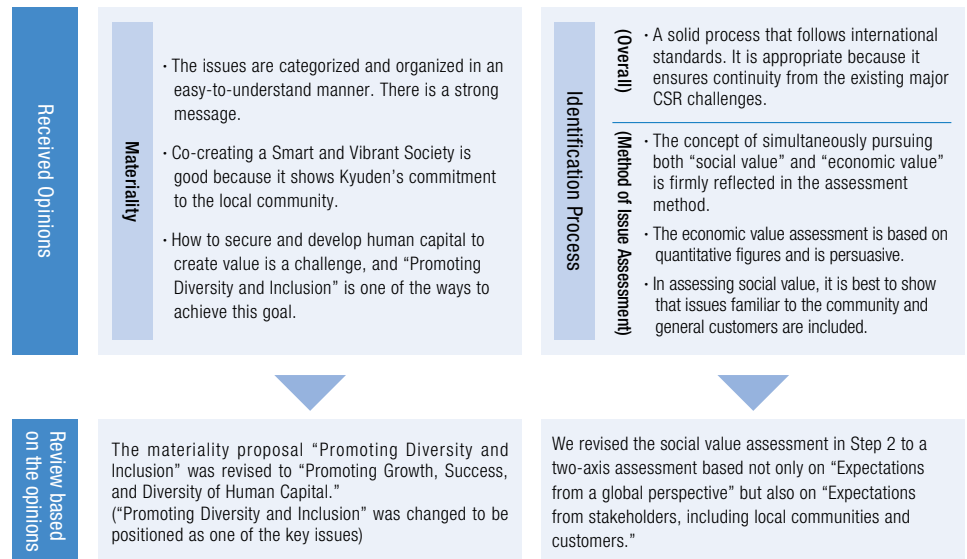 Received Opinions
Materiality
・The issues are categorized and organized in an
easy-to-understand manner. There is a strong
message.
・Co-creating a Smart and Vibrant Society is
good because it shows Kyuden’s commitment
to the local community.
・How to secure and develop human capital to
create value is a challenge, and “Promoting
Diversity and Inclusion” is one of the ways to
achieve this goal.
Identification Process
(Overall)
・A solid process that follows international
standards. It is appropriate because it
ensures continuity from the existing major
CSR challenges.
(Method of Issue Assessment)
・The concept of simultaneously pursuing
both “social value” and “economic value”
is firmly reflected in the assessment
method.
・The economic value assessment is based on
quantitative figures and is persuasive.
・In assessing social value, it is best to show
that issues familiar to the community and
general customers are included.
Review based
on the opinions
The materiality proposal “Promoting Diversity and
Inclusion” was revised to “Promoting Growth, Success,
and Diversity of Human Capital.”
(“Promoting Diversity and Inclusion” was changed to be
positioned as one of the key issues)
We revised the social value assessment in Step 2 to a
two-axis assessment based not only on “Expectations
from a global perspective” but also on “Expectations
from stakeholders, including local communities and
customers.”